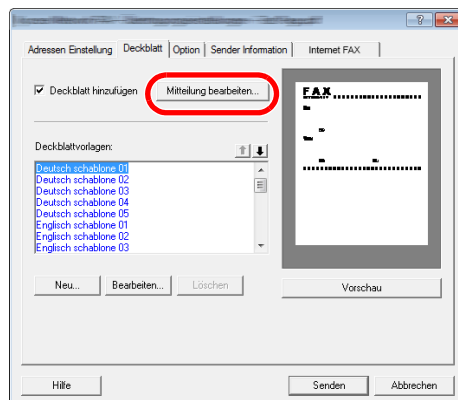 Adressen Einstellung Deckblatt Option Sender Information Internet FAX
Deckblatt hinzufügen Mitteilung bearbeiten...
FAX
Deckblattvorlagen:
Deutsch schablone 01
Deutsch schablone 02
Deutsch schablone 03
Deutsch schablone 04
Deutsch schablone 05
Englisch schablone 01
Englisch schablone 02
Englisch schablone 03
Neu... Bearbeiten... Löschen Vorschau
Hilfe Senden Abbrechen